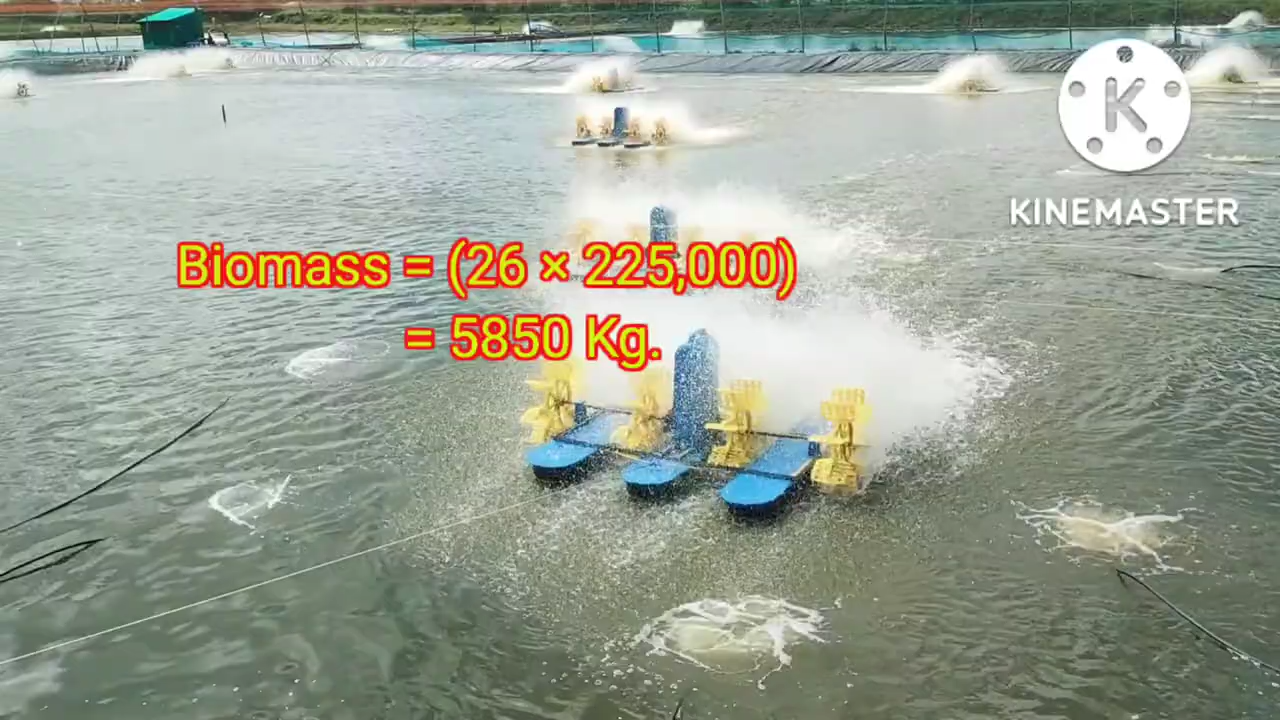 K
KINEMASTER
Biomass = (26 × 225,000)
= 5850 Kg.